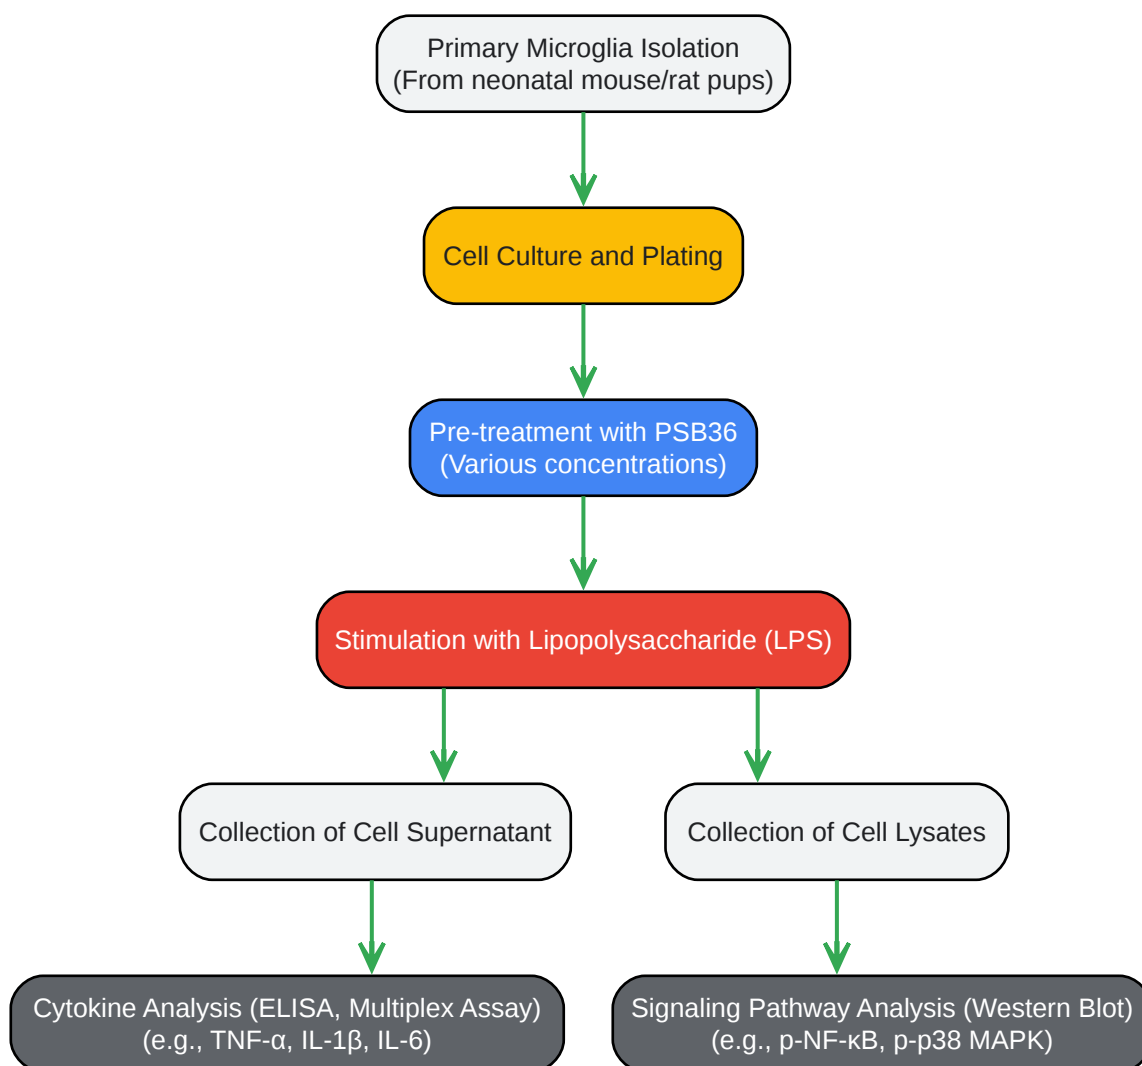 Primary Microglia Isolation
(From neonatal mouse/rat pups)
Cell Culture and Plating
Pre-treatment with PSB36
(Various concentrations)
Stimulation with Lipopolysaccharide (LPS)
Collection of Cell Supernatant
Collection of Cell Lysates
Cytokine Analysis (ELISA, Multiplex Assay)
(e.g., TNF-α, IL-1β, IL-6)
Signaling Pathway Analysis (Western Blot)
(e.g., p-NF-κB, p-p38 MAPK)